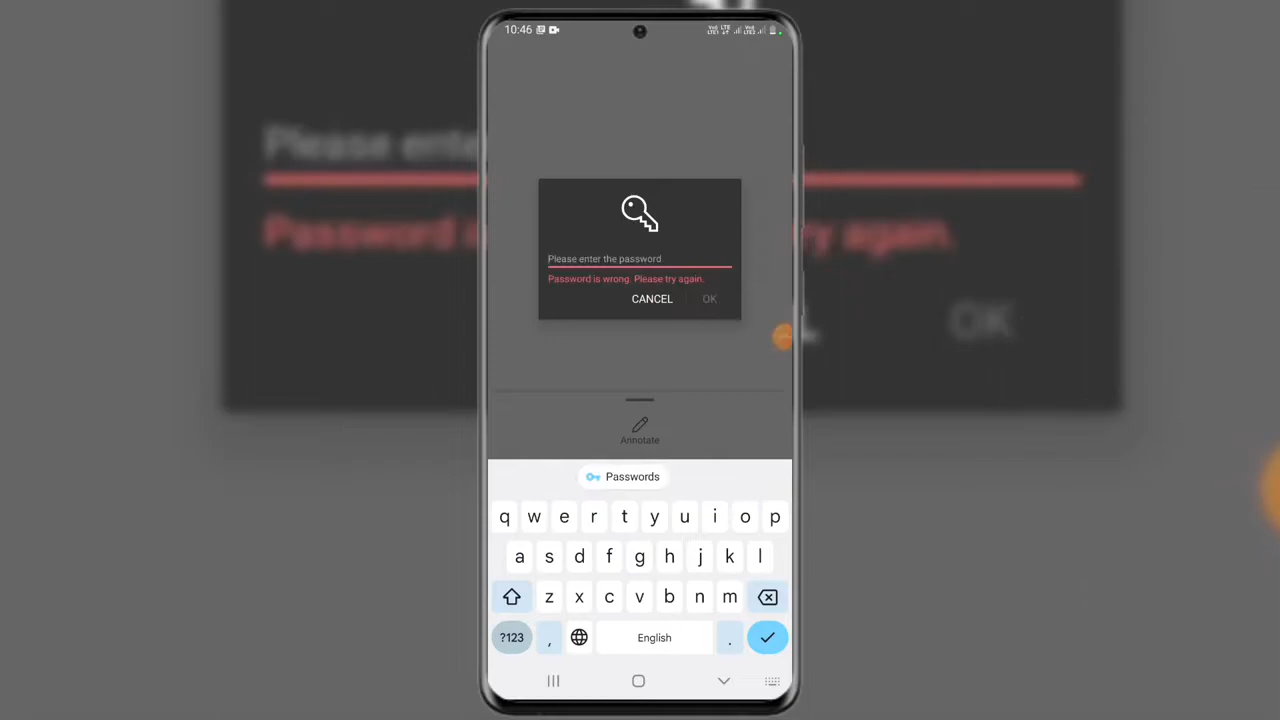 10:46
Please ente
Password i
ry again.
OK
Please enter the password
Password is wrong. Please try again.
CANCEL OK
Annotate
Passwords
q w e r t y u i o p
a s d f g h j k l
z x c v b n m
?123 , English .